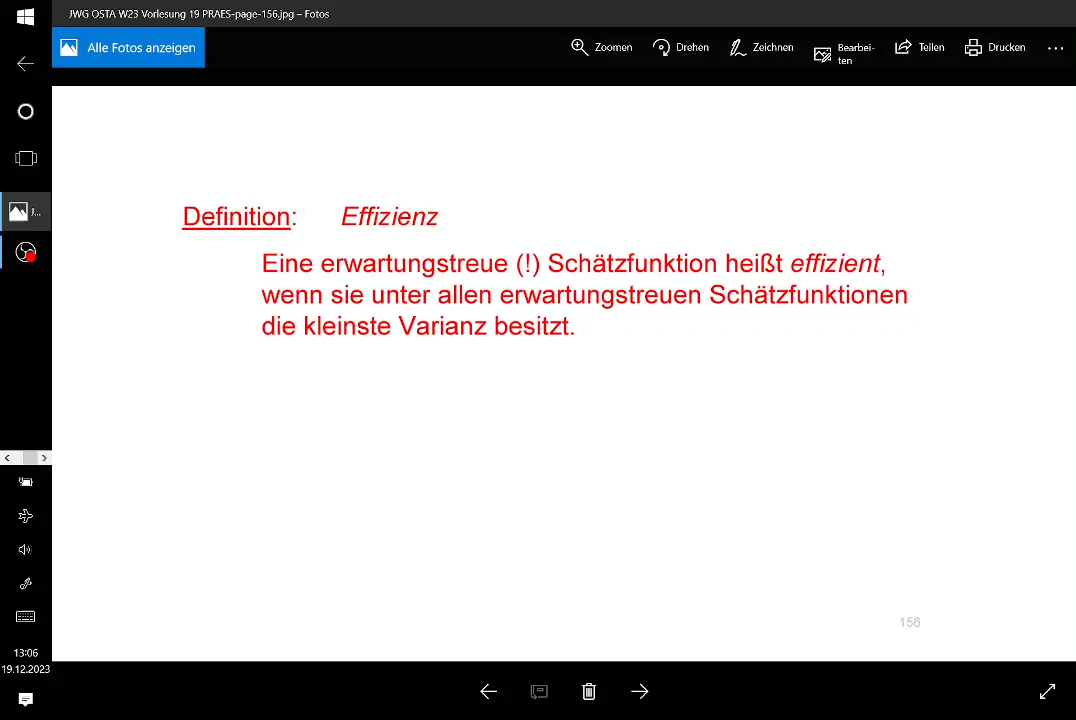 JWG OSTA W23 Vorlesung 19 PRAES-page-156.jpg – Fotos
Alle Fotos anzeigen
Zoomen
Drehen
Zeichnen
Bearbei-
ten
Teilen
Drucken
J...
Definition: Effizienz
Eine erwartungstreue (!) Schätzfunktion heißt effizient,
wenn sie unter allen erwartungstreuen Schätzfunktionen
die kleinste Varianz besitzt.
156
13:06
19.12.2023